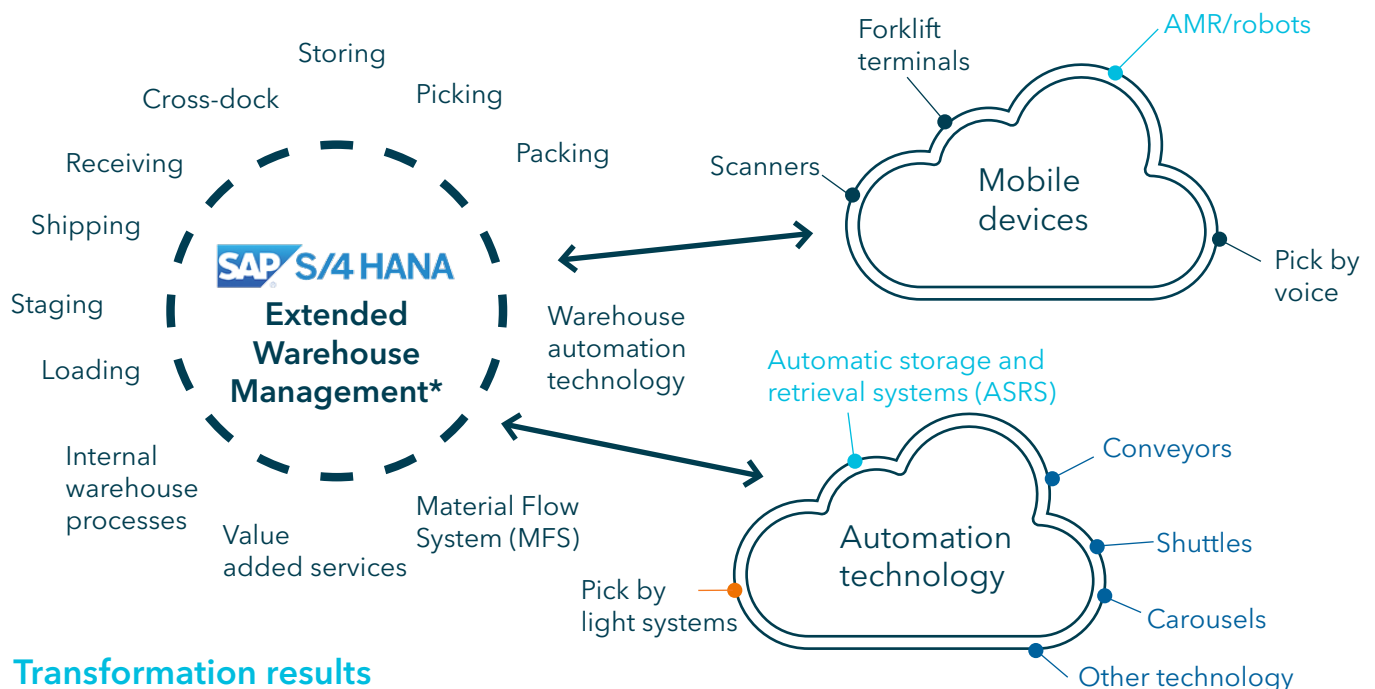 Storing
Cross-dock
Picking
Receiving
Packing
Shipping
Staging
Loading
SAP S/4 HANA
Extended
Warehouse
Management*
Warehouse
automation
technology
Internal
warehouse
processes
Value
added services
Material Flow
System (MFS)
Forklift
terminals
AMR/robots
Scanners
Mobile
devices
Pick by
voice
Automatic storage and
retrieval systems (ASRS)
Conveyors
Automation
technology
Shuttles
Pick by
light systems
Carousels
Other technology
Transformation results